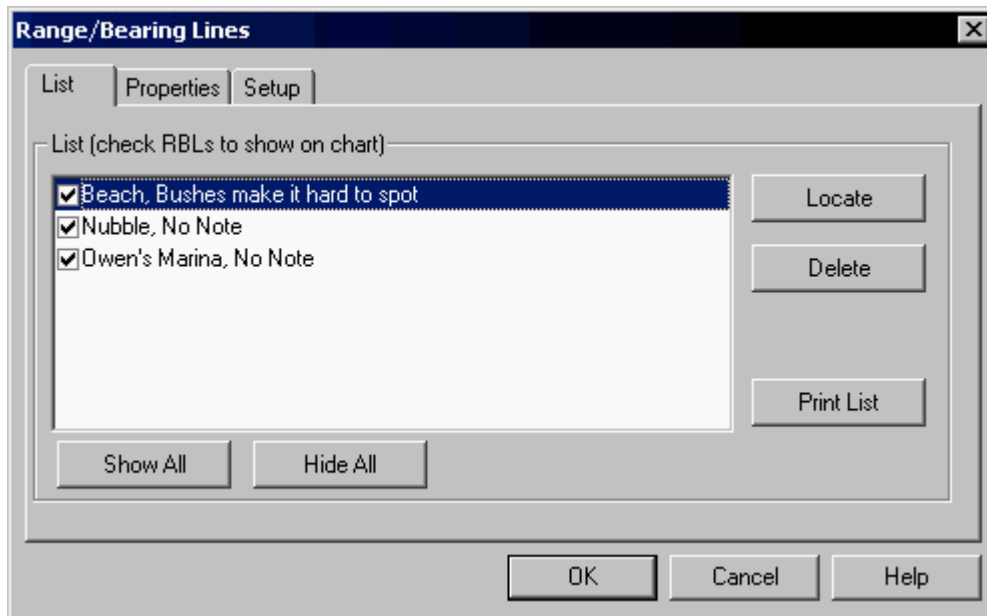 Range/Bearing Lines
List Properties Setup
List (check RBLs to show on chart)
Beach, Bushes make it hard to spot
Nubble, No Note
Owen's Marina, No Note
Locate
Delete
Print List
Show All Hide All
OK Cancel Help